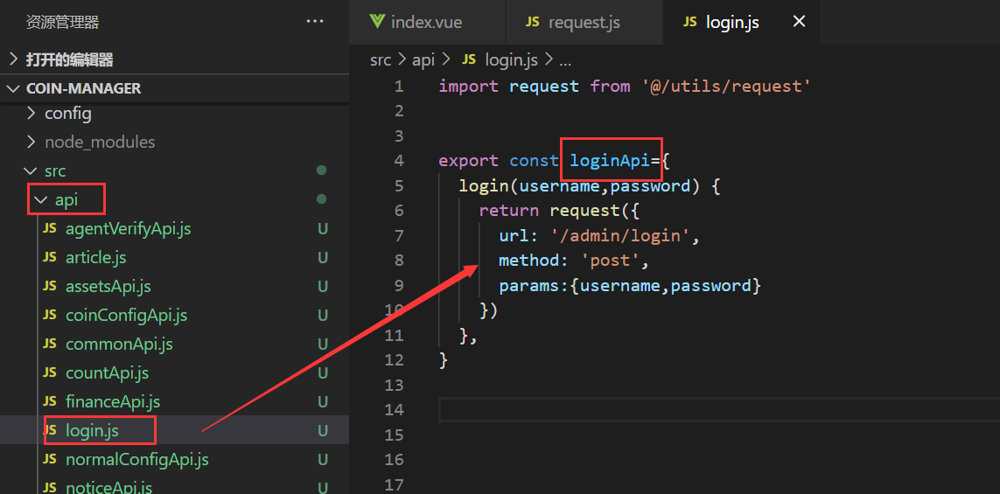 资源管理器 ···
打开的编辑器
COIN-MANAGER
config
node_modules
src
api
JS agentVerifyApi.js U
JS article.js U
JS assetsApi.js U
JS coinConfigApi.js U
JS commonApi.js U
JS countApi.js U
JS financeApi.js U
JS login.js U
JS normalConfigApi.js U
JS noticeApi.js U
index.vue JS request.js JS login.js ×
src > api > JS login.js > ...
1 import request from '@/utils/request'
2
3
4 export const loginApi={
5 login(username,password) {
6 return request({
7 url: '/admin/login',
8 method: 'post',
9 params:{username,password}
10 })
11 },
12 }
13
14
15
16
17